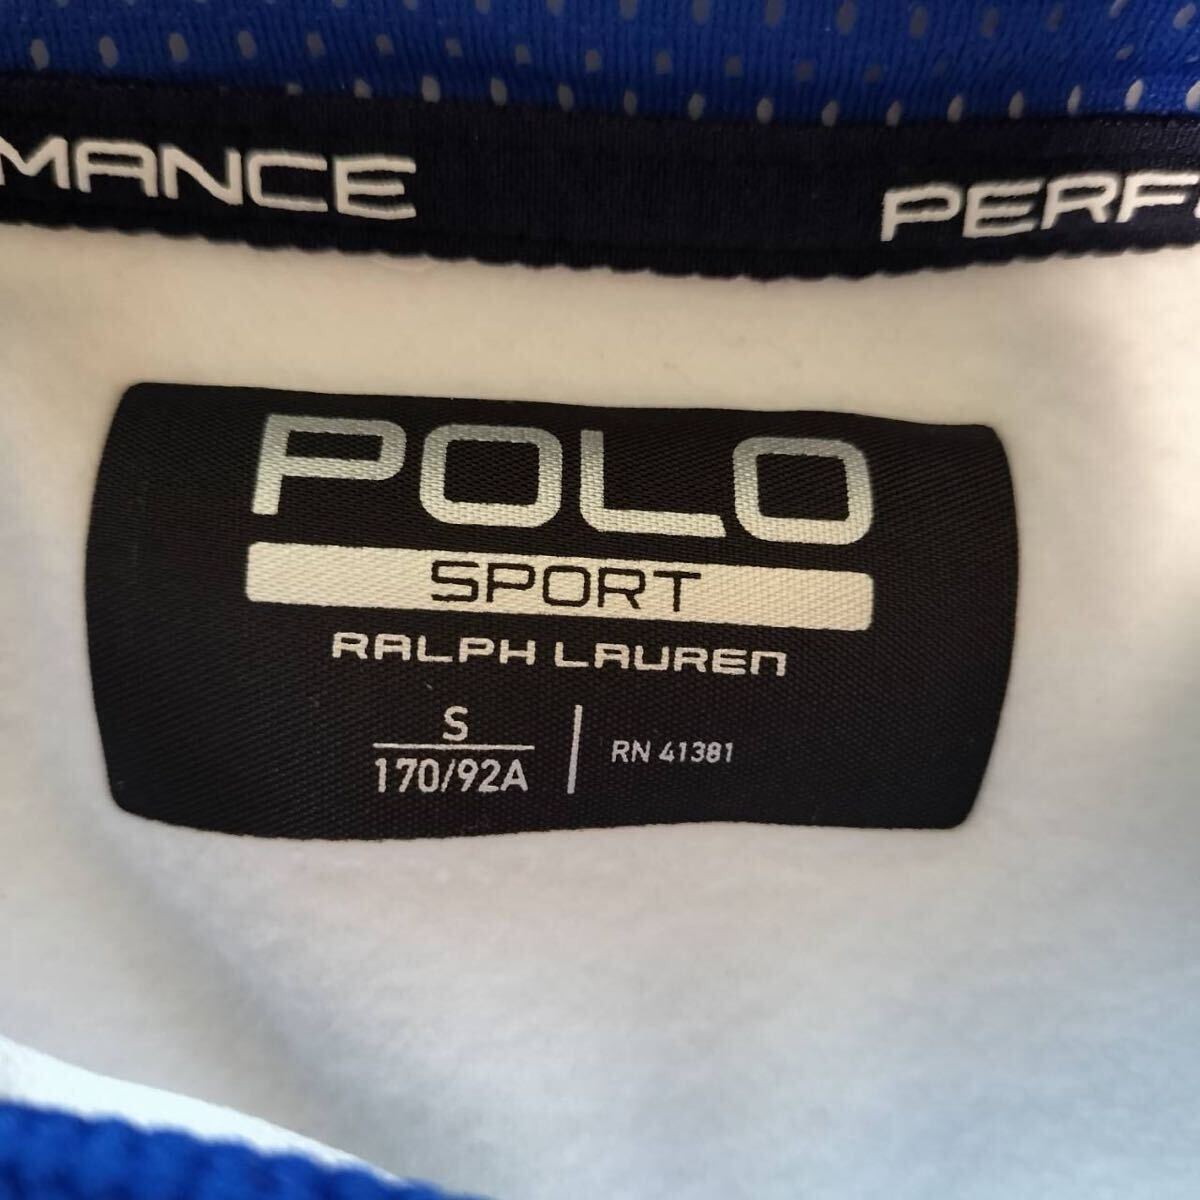 MANCE PERF
POLO
SPORT
RALPH LAUREN
S
170/92A
RN 41381